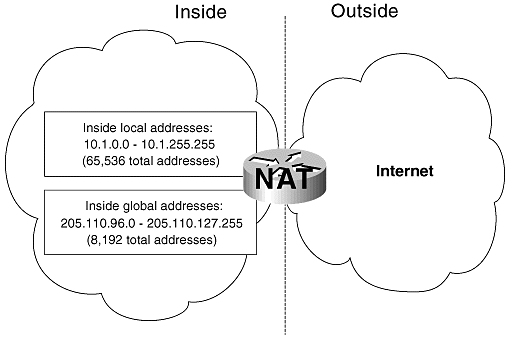 Inside
Outside
Inside local addresses:
10.1.0.0 - 10.1.255.255
(65,536 total addresses)
NAT
Internet
Inside global addresses:
205.110.96.0 - 205.110.127.255
(8,192 total addresses)